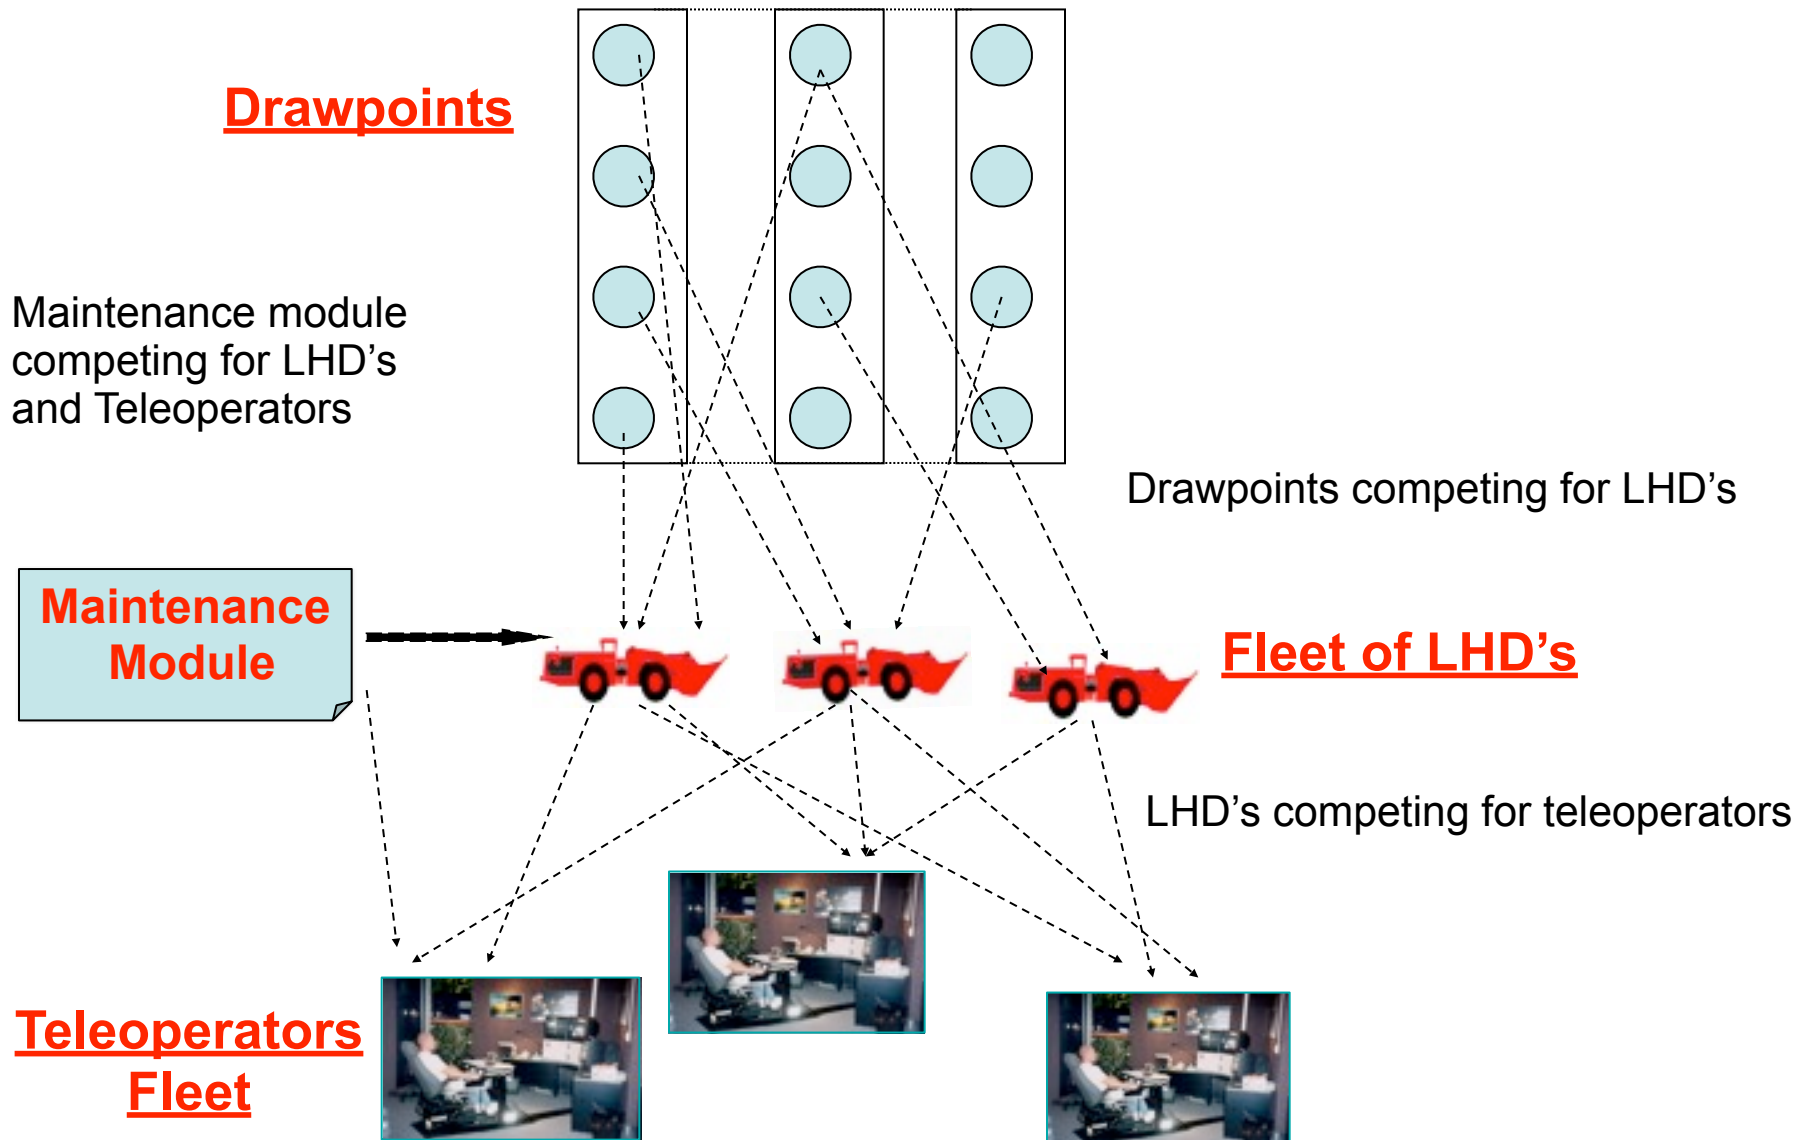 Drawpoints
Maintenance module
competing for LHD’s
and Teleoperators
Drawpoints competing for LHD’s
Maintenance
Module
Fleet of LHD’s
LHD’s competing for teleoperators
Teleoperators
Fleet